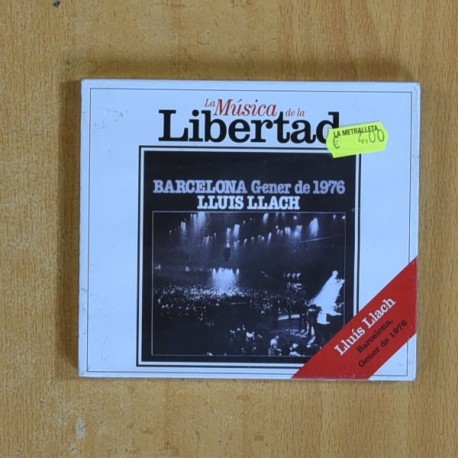 La Música de la
Libertad
LA METRALLETA
€ 4,00
BARCELONA Gener de 1976
LLUIS LLACH
Lluís Llach
Barcelona,
Gener de 1976